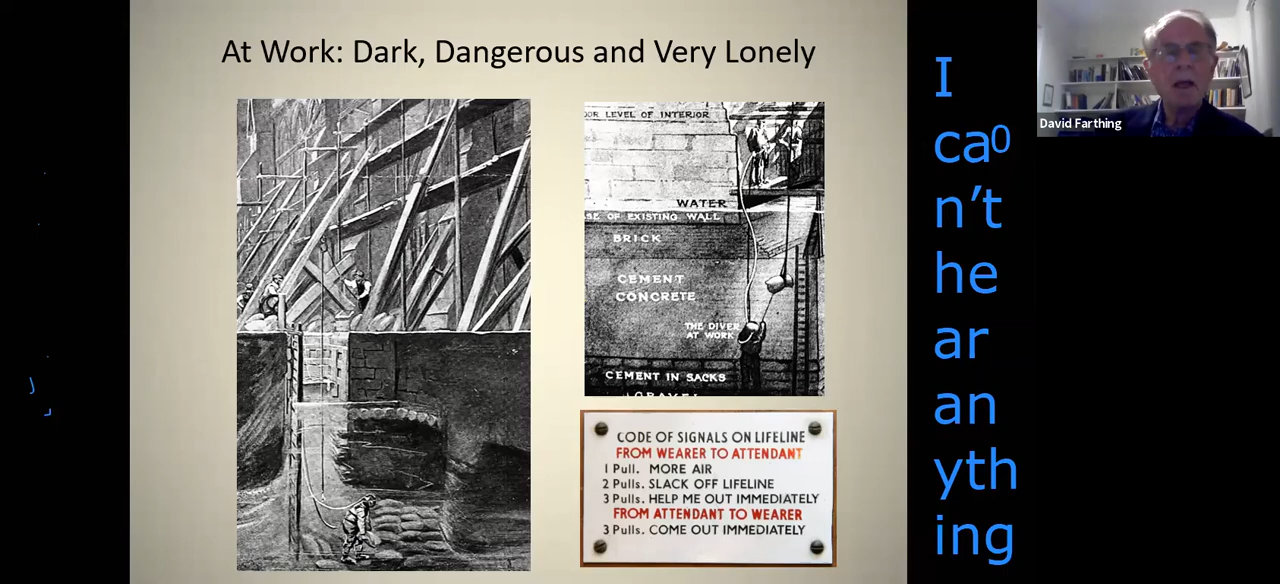 At Work: Dark, Dangerous and Very Lonely
OOR LEVEL OF INTERIOR
WATER
SE OF EXISTING WALL
BRICK
CEMENT
CONCRETE
THE DIVER
AT WORK
CEMENT IN SACKS
GRAVEL
CODE OF SIGNALS ON LIFELINE
FROM WEARER TO ATTENDANT
1 Pull. MORE AIR
2 Pulls. SLACK OFF LIFELINE
3 Pulls. HELP ME OUT IMMEDIATELY
FROM ATTENDANT TO WEARER
3 Pulls. COME OUT IMMEDIATELY
I
ca0
n't
he
ar
an
yth
ing
David Farthing